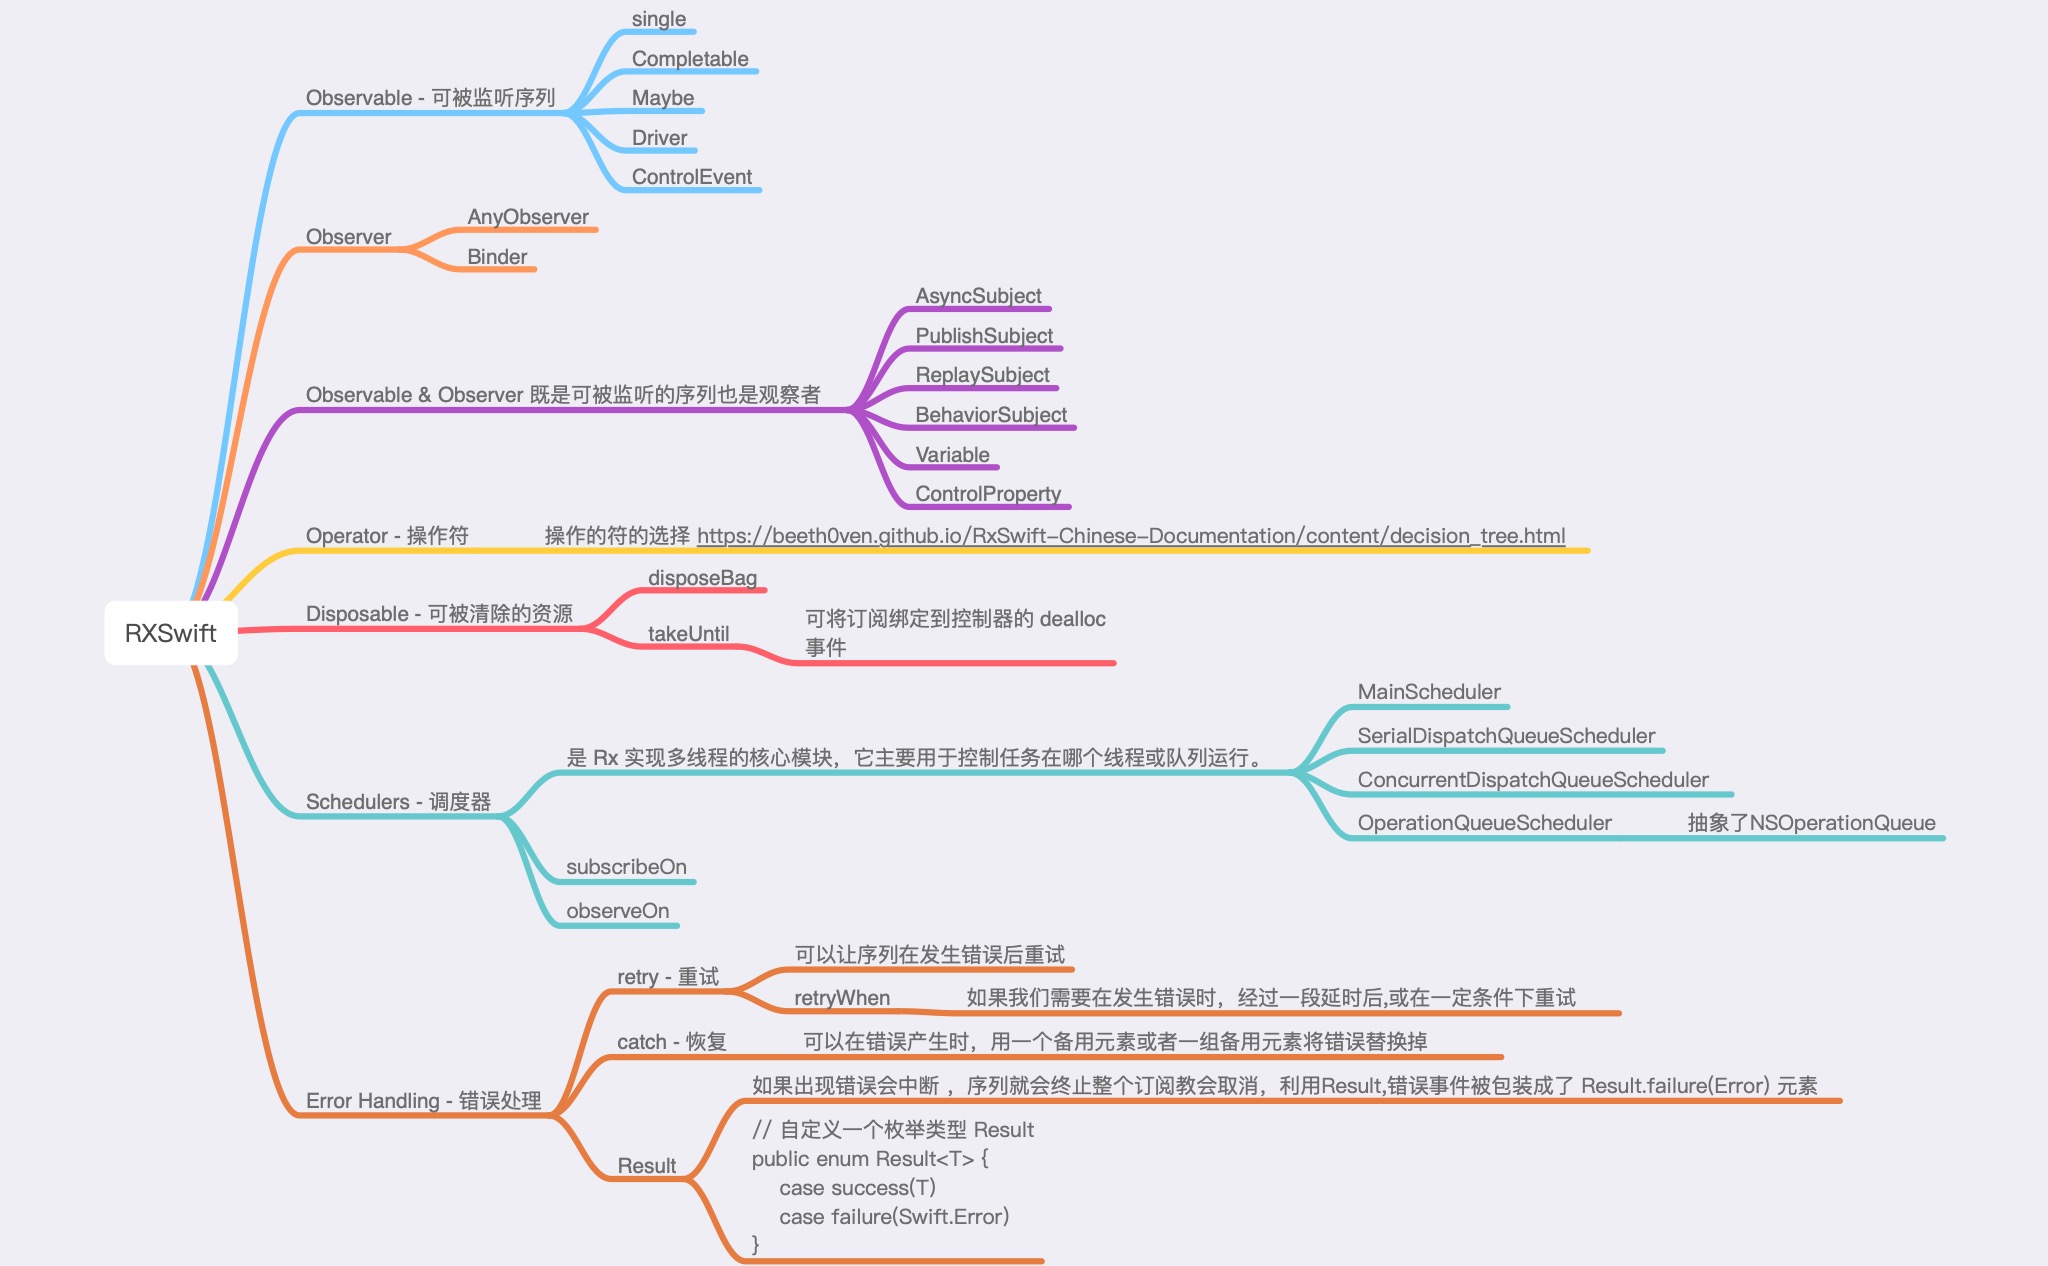 RXSwift
Observable - 可被监听序列
single
Completable
Maybe
Driver
ControlEvent
Observer
AnyObserver
Binder
Observable & Observer 既是可被监听的序列也是观察者
AsyncSubject
PublishSubject
ReplaySubject
BehaviorSubject
Variable
ControlProperty
Operator - 操作符
操作的符的选择 https://beeth0ven.github.io/RxSwift-Chinese-Documentation/content/decision_tree.html
Disposable - 可被清除的资源
disposeBag
takeUntil
可将订阅绑定到控制器的 dealloc
事件
Schedulers - 调度器
是 Rx 实现多线程的核心模块，它主要用于控制任务在哪个线程或队列运行。
MainScheduler
SerialDispatchQueueScheduler
ConcurrentDispatchQueueScheduler
OperationQueueScheduler
抽象了NSOperationQueue
subscribeOn
observeOn
Error Handling - 错误处理
retry - 重试
可以让序列在发生错误后重试
retryWhen
如果我们需要在发生错误时，经过一段延时后,或在一定条件下重试
catch - 恢复
可以在错误产生时，用一个备用元素或者一组备用元素将错误替换掉
Result
如果出现错误会中断 ，序列就会终止整个订阅教会取消，利用Result,错误事件被包装成了 Result.failure(Error) 元素
// 自定义一个枚举类型 Result
public enum Result<T> {
case success(T)
case failure(Swift.Error)
}